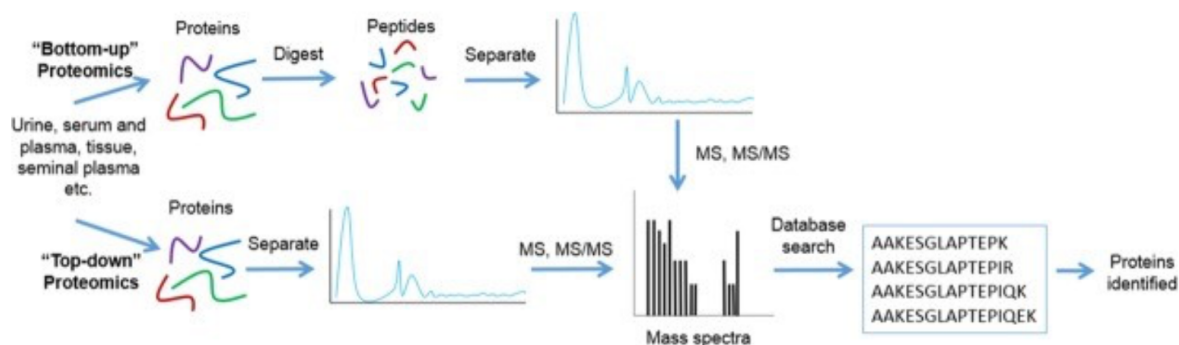 “Bottom-up”
Proteomics
Proteins
Digest
Peptides
Separate
Urine, serum and
plasma, tissue,
seminal plasma
etc.
MS, MS/MS
“Top-down”
Proteomics
Proteins
Separate
MS, MS/MS
Mass spectra
Database
search
AAKESGLAPTEPK
AAKESGLAPTEPIR
AAKESGLAPTEPIQK
AAKESGLAPTEPIQEK
Proteins
identified